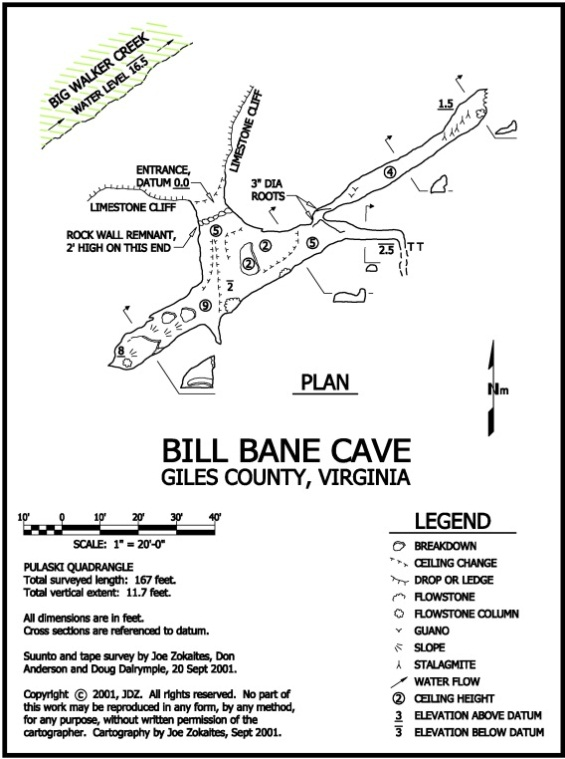 BIG WALKER CREEK
WATER LEVEL 16.5
LIMESTONE CLIFF
ENTRANCE,
DATUM 0.0
LIMESTONE CLIFF
3" DIA
ROOTS
1.5
4
ROCK WALL REMNANT,
2' HIGH ON THIS END
5
2
2
5
2.5
TT
2
9
8
PLAN
Nm
BILL BANE CAVE
GILES COUNTY, VIRGINIA
10' 0 10' 20' 30' 40'
SCALE: 1" = 20'-0"
PULASKI QUADRANGLE
Total surveyed length: 167 feet.
Total vertical extent: 11.7 feet.
All dimensions are in feet.
Cross sections are referenced to datum.
Suunto and tape survey by Joe Zokaites, Don
Anderson and Doug Dalrymple, 20 Sept 2001.
Copyright © 2001, JDZ. All rights reserved. No part of
this work may be reproduced in any form, by any method,
for any purpose, without written permission of the
cartographer. Cartography by Joe Zokaites, Sept 2001.
LEGEND
BREAKDOWN
CEILING CHANGE
DROP OR LEDGE
FLOWSTONE
FLOWSTONE COLUMN
GUANO
SLOPE
STALAGMITE
WATER FLOW
2 CEILING HEIGHT
3 ELEVATION ABOVE DATUM
3 ELEVATION BELOW DATUM